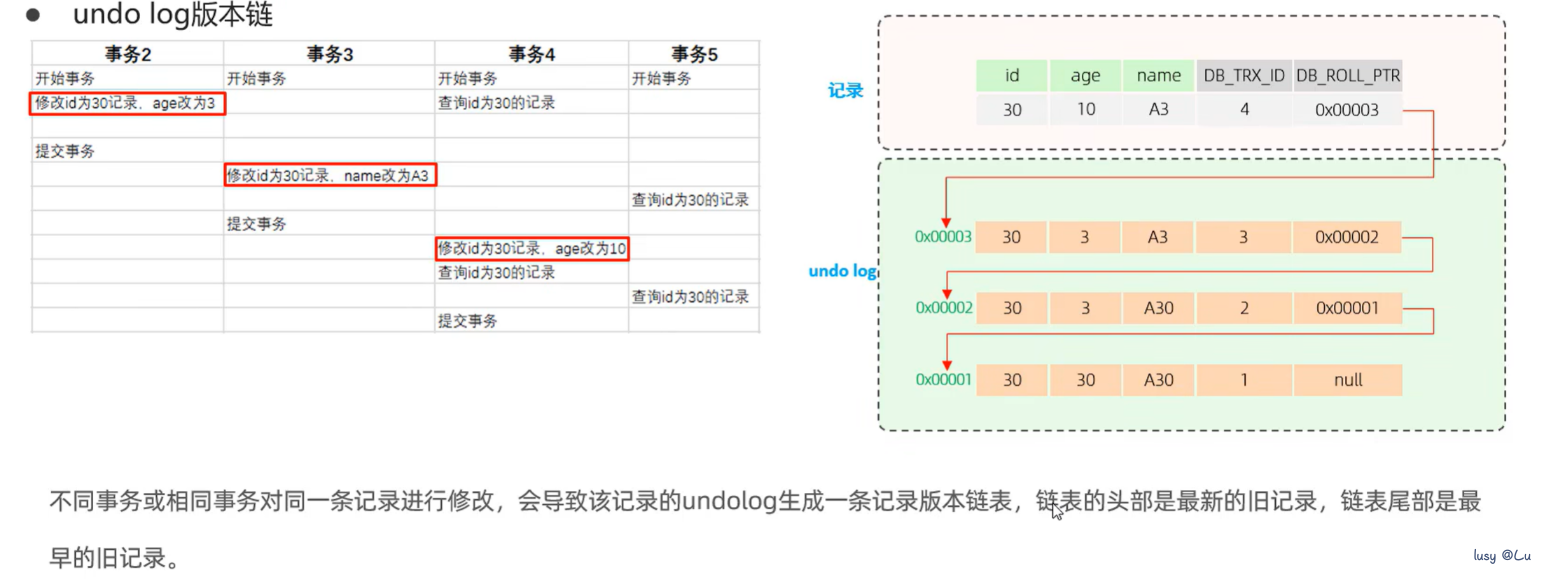 ● undo log版本链
事务2 事务3 事务4 事务5
开始事务 开始事务 开始事务 开始事务
修改id为30记录，age改为3 查询id为30的记录
提交事务
修改id为30记录，name改为A3
查询id为30的记录
提交事务
修改id为30记录，age改为10
查询id为30的记录
查询id为30的记录
提交事务
记录
id age name DB_TRX_ID DB_ROLL_PTR
30 10 A3 4 0x00003
undo log
0x00003 30 3 A3 3 0x00002
0x00002 30 3 A30 2 0x00001
0x00001 30 30 A30 1 null
不同事务或相同事务对同一条记录进行修改，会导致该记录的undolog生成一条记录版本链表，链表的头部是最新的旧记录，链表尾部是最
早的旧记录。
lusy @Lu